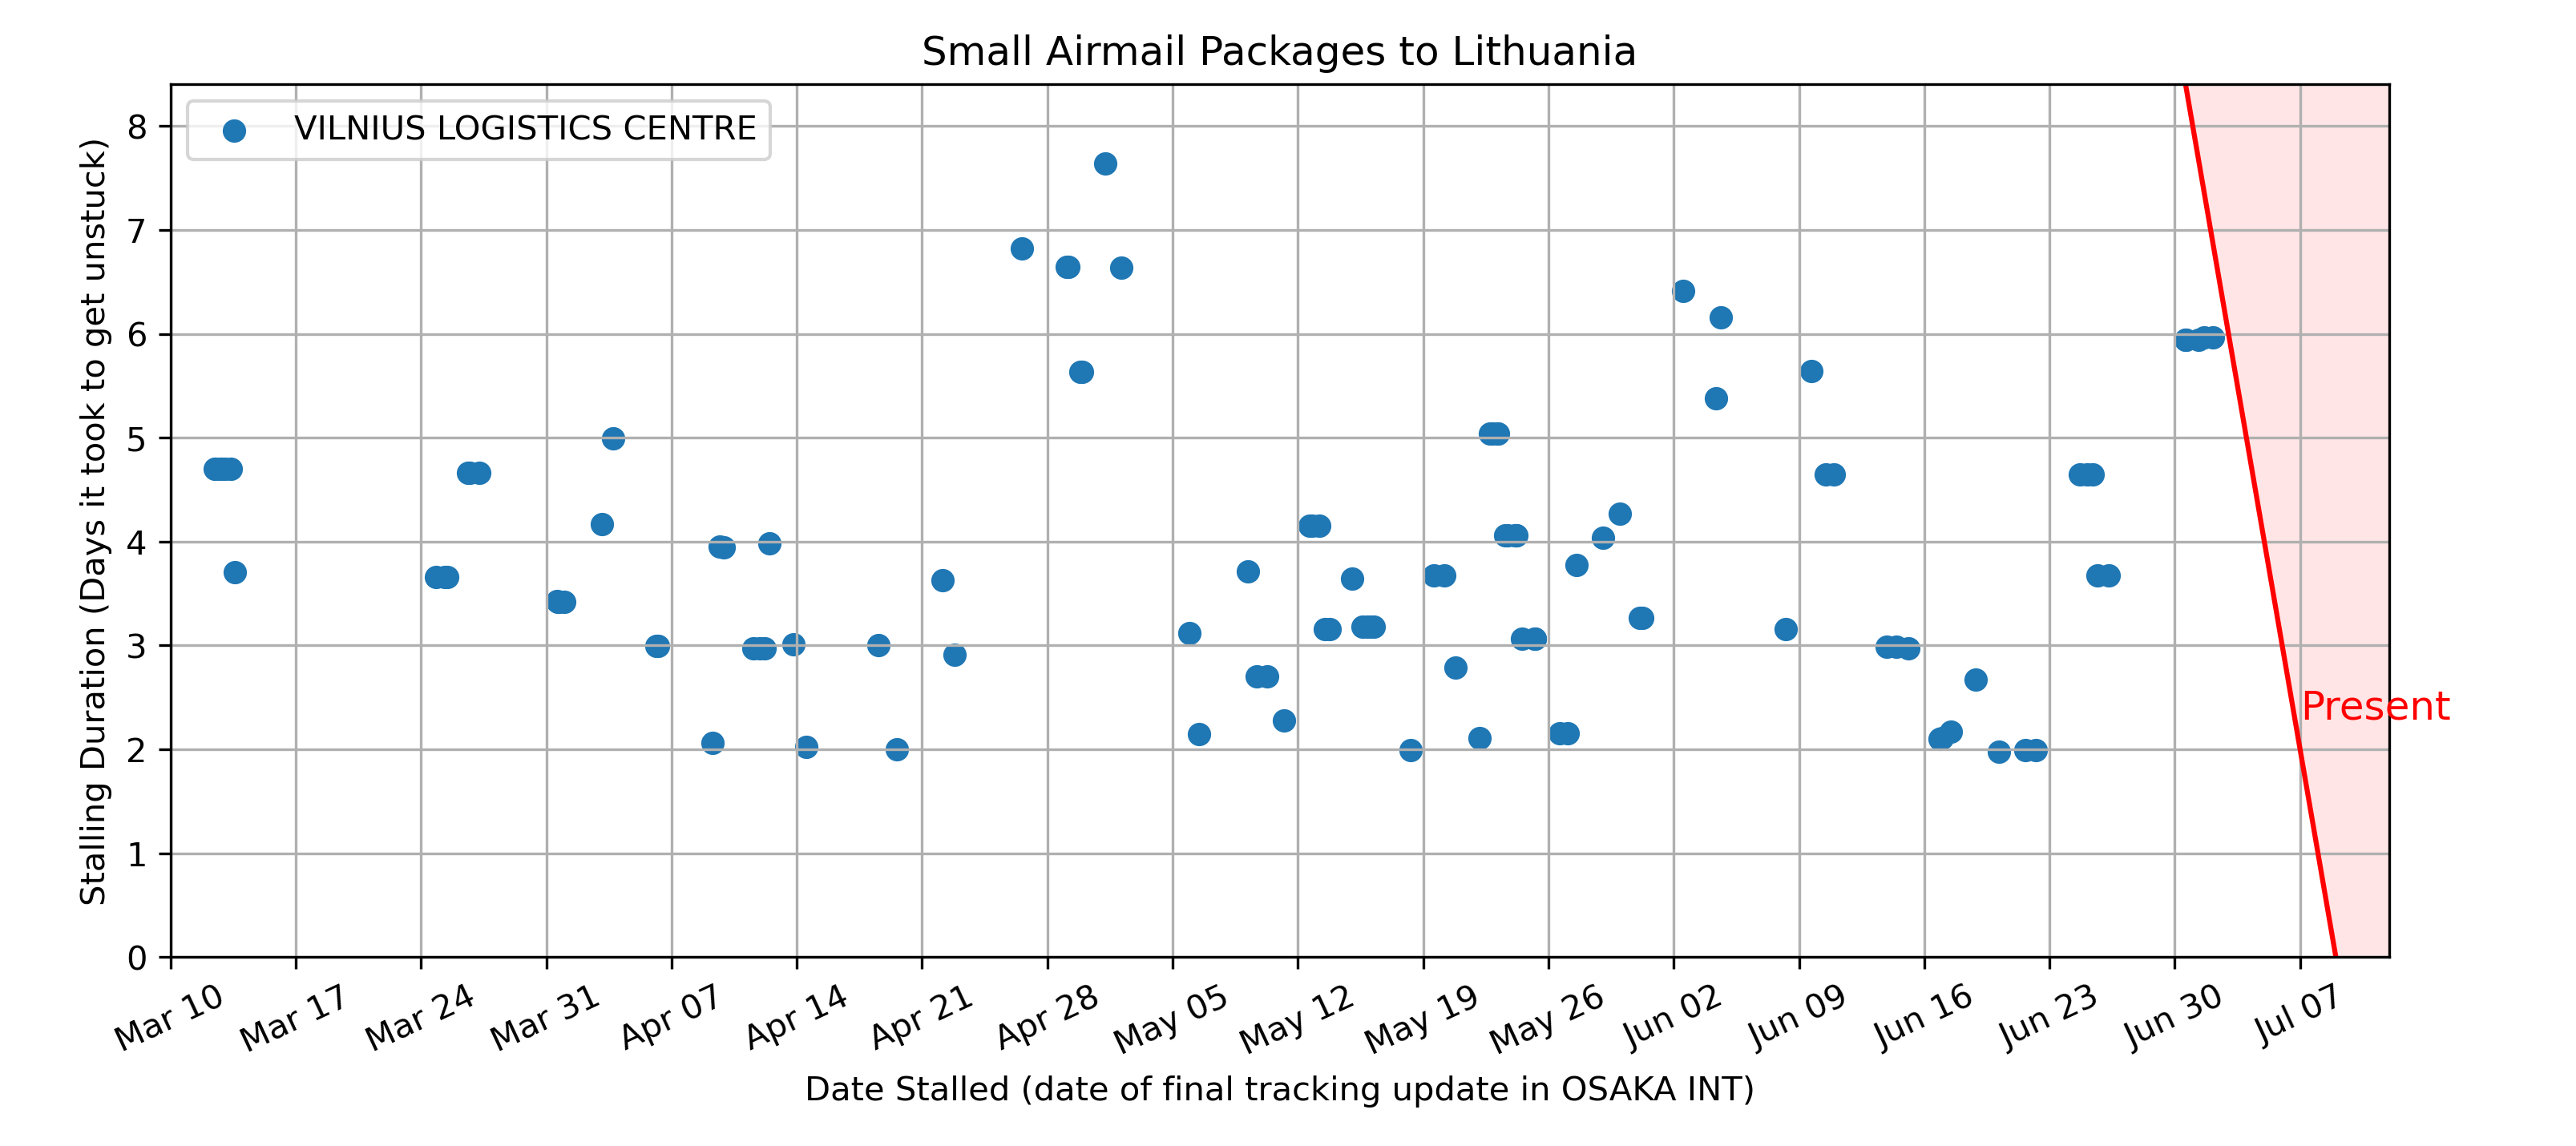 Small Airmail Packages to Lithuania
VILNIUS LOGISTICS CENTRE
Stalling Duration (Days it took to get unstuck)
8
7
6
5
4
3
2
1
0
Present
Mar 10
Mar 17
Mar 24
Mar 31
Apr 07
Apr 14
Apr 21
Apr 28
May 05
May 12
May 19
May 26
Jun 02
Jun 09
Jun 16
Jun 23
Jun 30
Jul 07
Date Stalled (date of final tracking update in OSAKA INT)